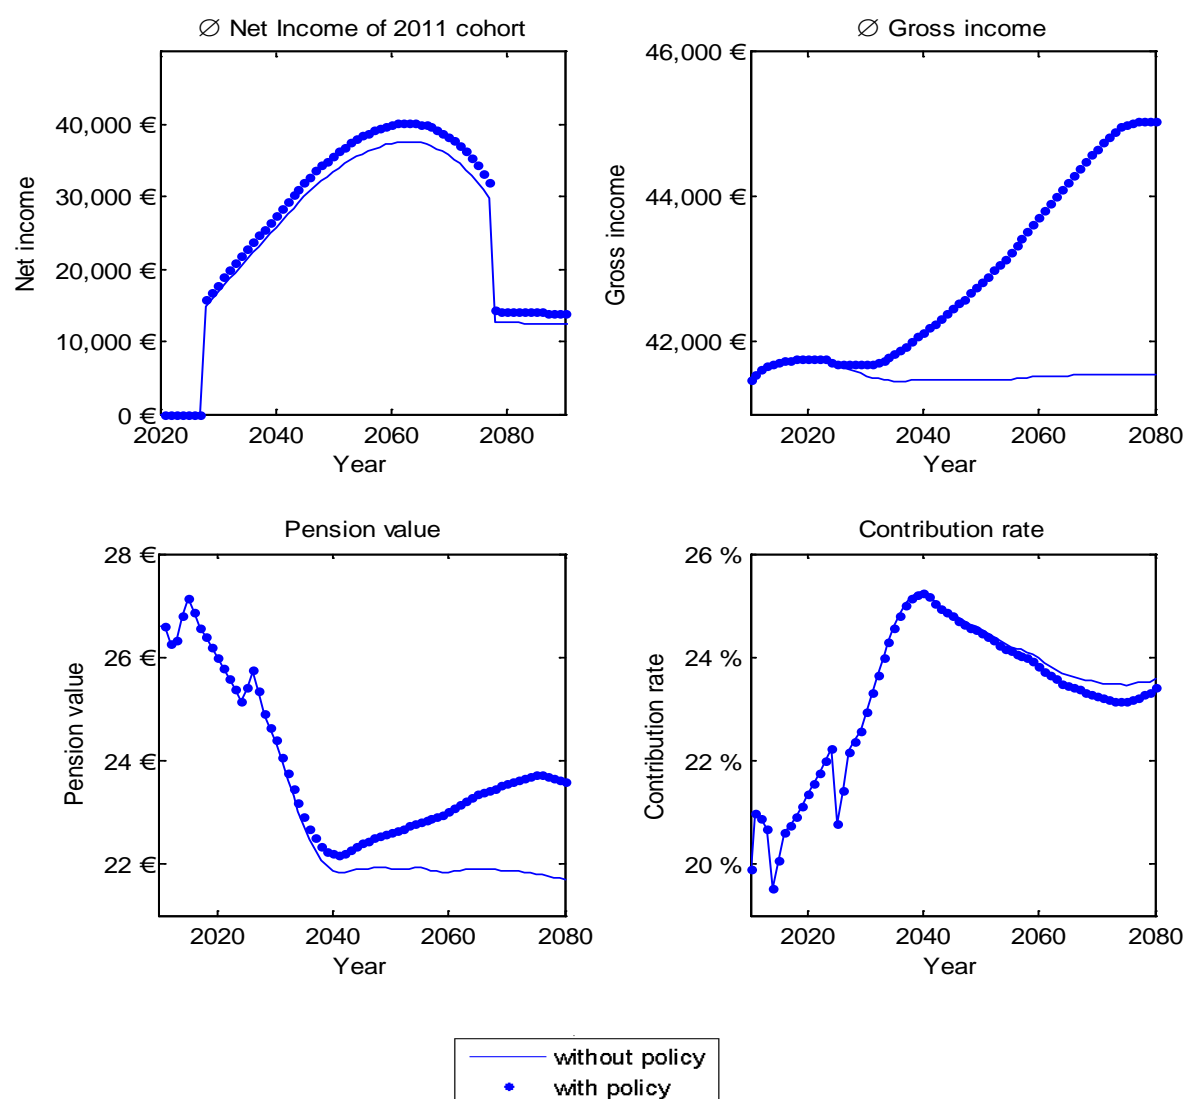 ∅ Net Income of 2011 cohort
Net income
40,000 €
30,000 €
20,000 €
10,000 €
0 €
2020 2040 2060 2080
Year
∅ Gross income
Gross income
46,000 €
44,000 €
42,000 €
2020 2040 2060 2080
Year
Pension value
Pension value
28 €
26 €
24 €
22 €
2020 2040 2060 2080
Year
Contribution rate
Contribution rate
26 %
24 %
22 %
20 %
2020 2040 2060 2080
Year
without policy
with policy